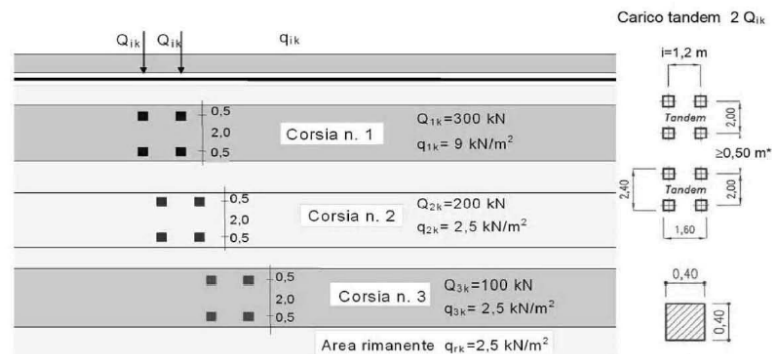 Carico tandem 2 Qik
Qik Qik qik
i=1,2 m
0,5
2,0
0,5
Corsia n. 1
Q1k=300 kN
q1k= 9 kN/m²
Tandem
2,00
≥0,50 m*
0,5
2,0
0,5
Corsia n. 2
Q2k=200 kN
q2k= 2,5 kN/m²
2,40
Tandem
2,00
1,60
0,5
2,0
0,5
Corsia n. 3
Q3k=100 kN
q3k= 2,5 kN/m²
0,40
0,40
Area rimanente qrk=2,5 kN/m²